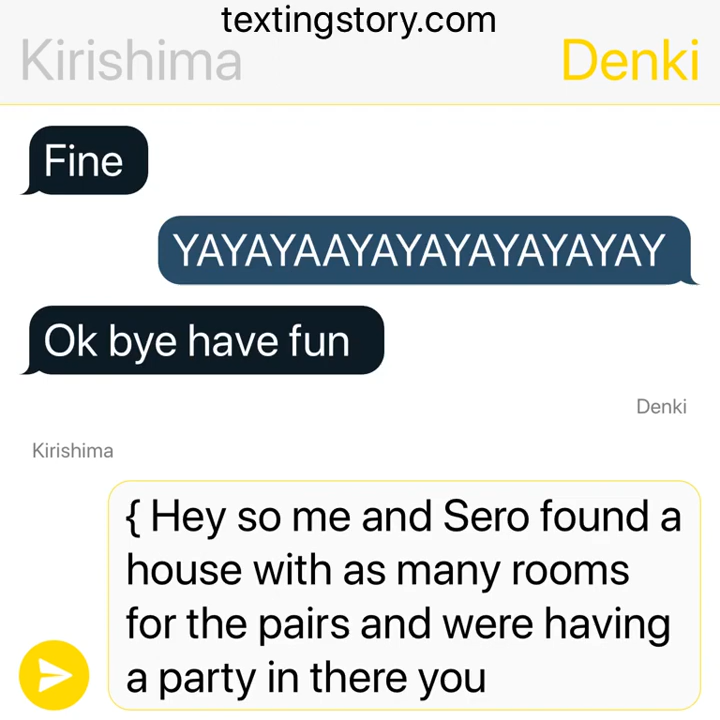 textingstory.com
Kirishima Denki
Fine
YAYAYAAYAYAYAYAYAYAY
Ok bye have fun
Denki
Kirishima
{ Hey so me and Sero found a
house with as many rooms
for the pairs and were having
a party in there you